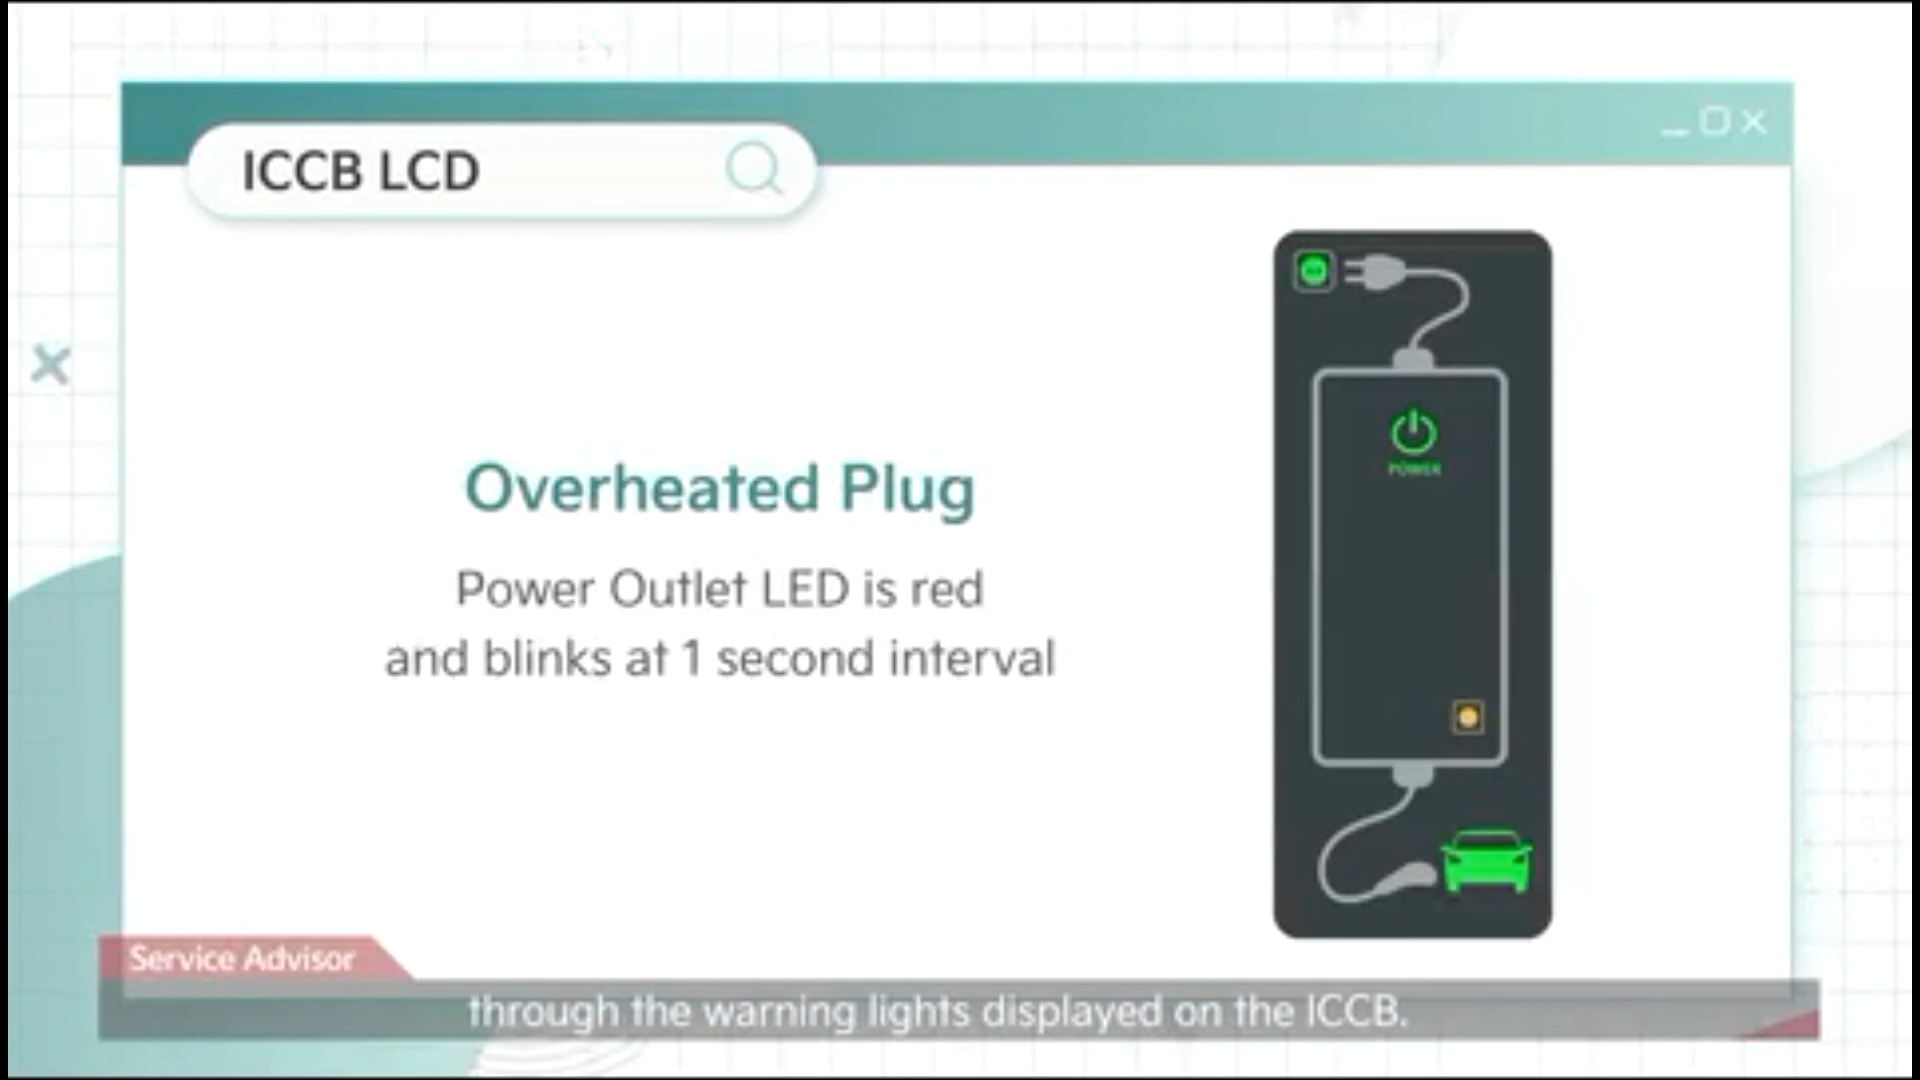 ICCB LCD
Overheated Plug
Power Outlet LED is red
and blinks at 1 second interval
POWER
Service Advisor
through the warning lights displayed on the ICCB.